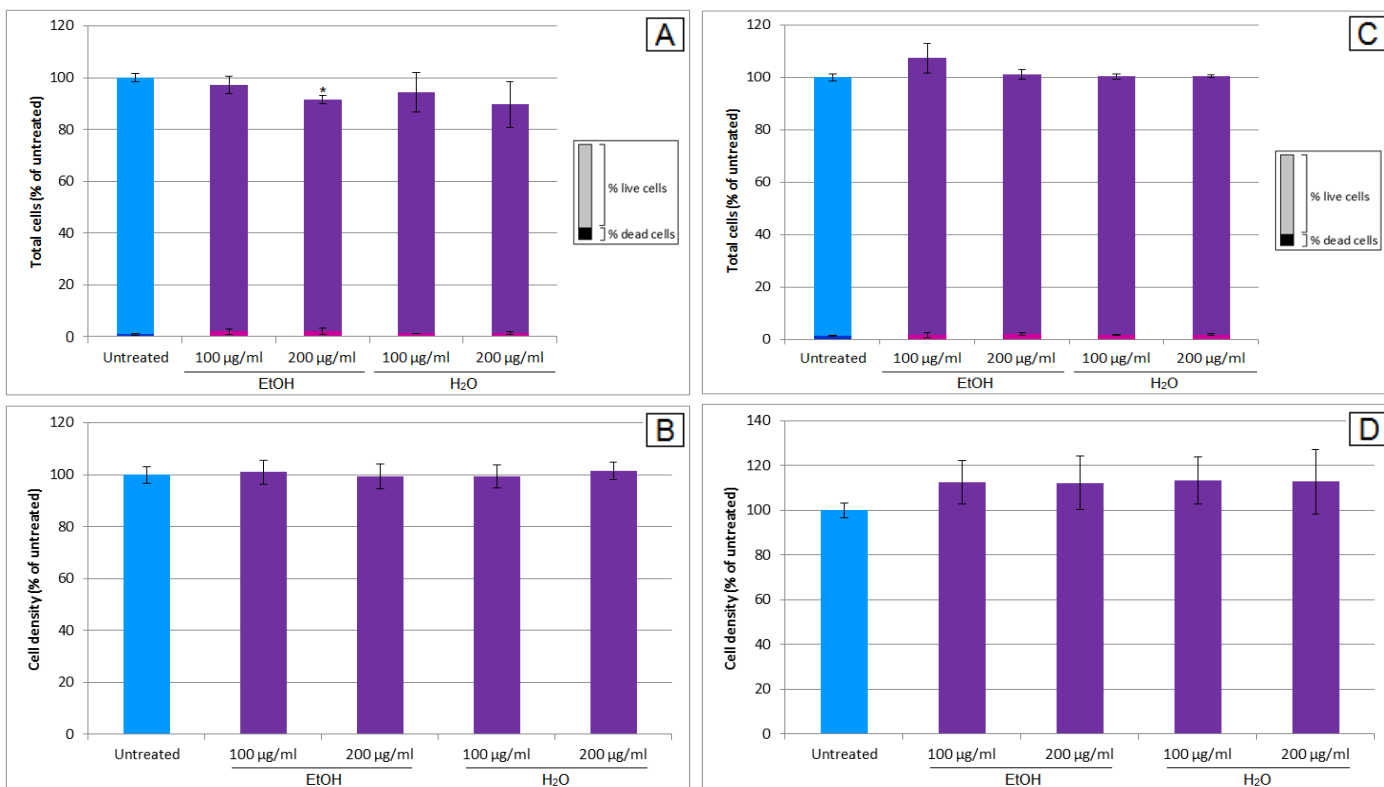 A
Total cells (% of untreated)
120
100
80
60
40
20
0
*
% live cells
% dead cells
Untreated 100 µg/ml 200 µg/ml 100 µg/ml 200 µg/ml
EtOH H₂O
C
Total cells (% of untreated)
120
100
80
60
40
20
0
% live cells
% dead cells
Untreated 100 µg/ml 200 µg/ml 100 µg/ml 200 µg/ml
EtOH H₂O
B
Cell density (% of untreated)
120
100
80
60
40
20
0
Untreated 100 µg/ml 200 µg/ml 100 µg/ml 200 µg/ml
EtOH H₂O
D
Cell density (% of untreated)
140
120
100
80
60
40
20
0
Untreated 100 µg/ml 200 µg/ml 100 µg/ml 200 µg/ml
EtOH H₂O